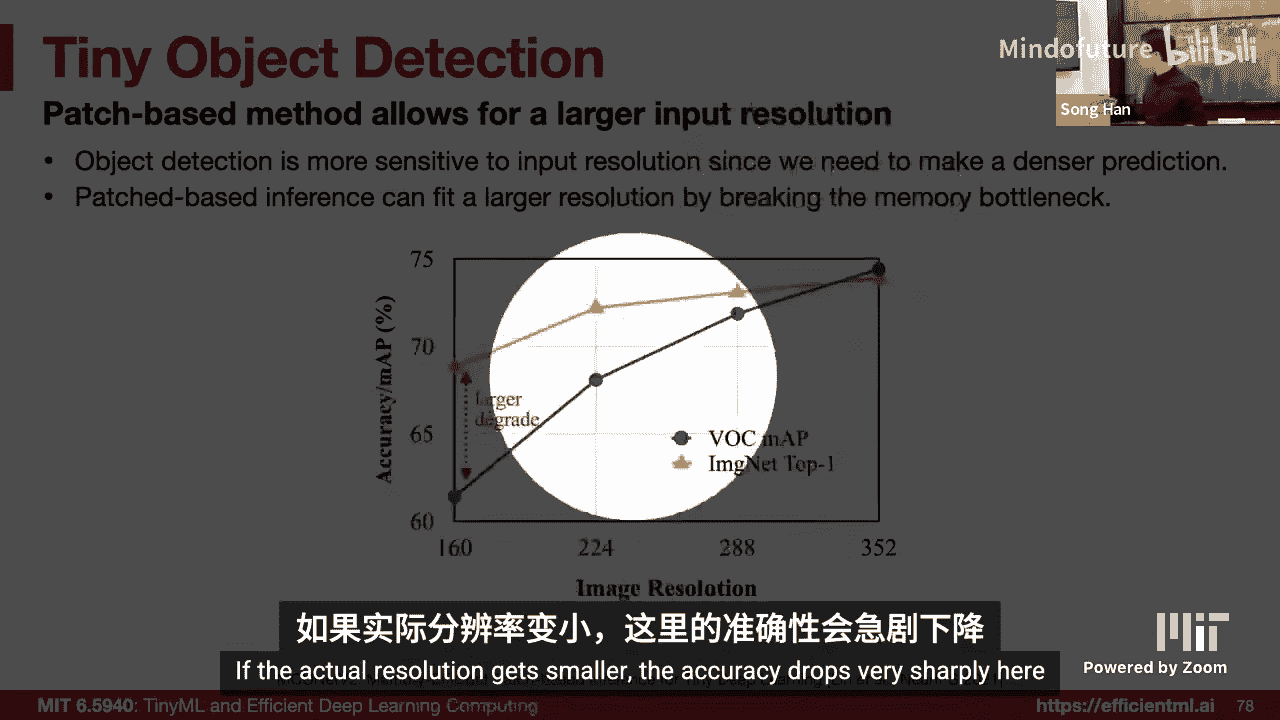 Tiny Object Detection
Mindofuture bilibili
Song Han
Patch-based method allows for a larger input resolution
• Object detection is more sensitive to input resolution since we need to make a denser prediction.
• Patched-based inference can fit a larger resolution by breaking the memory bottleneck.
75
70
65
60
Accuracy/mAP (%)
Larger
degrade
VOC mAP
ImgNet Top-1
160 224 288 352
Image Resolution
如果实际分辨率变小，这里的准确性会急剧下降
If the actual resolution gets smaller, the accuracy drops very sharply here
MIT
Powered by Zoom
MIT 6.5940: TinyML and Efficient Deep Learning Computing
https://efficientml.ai 78